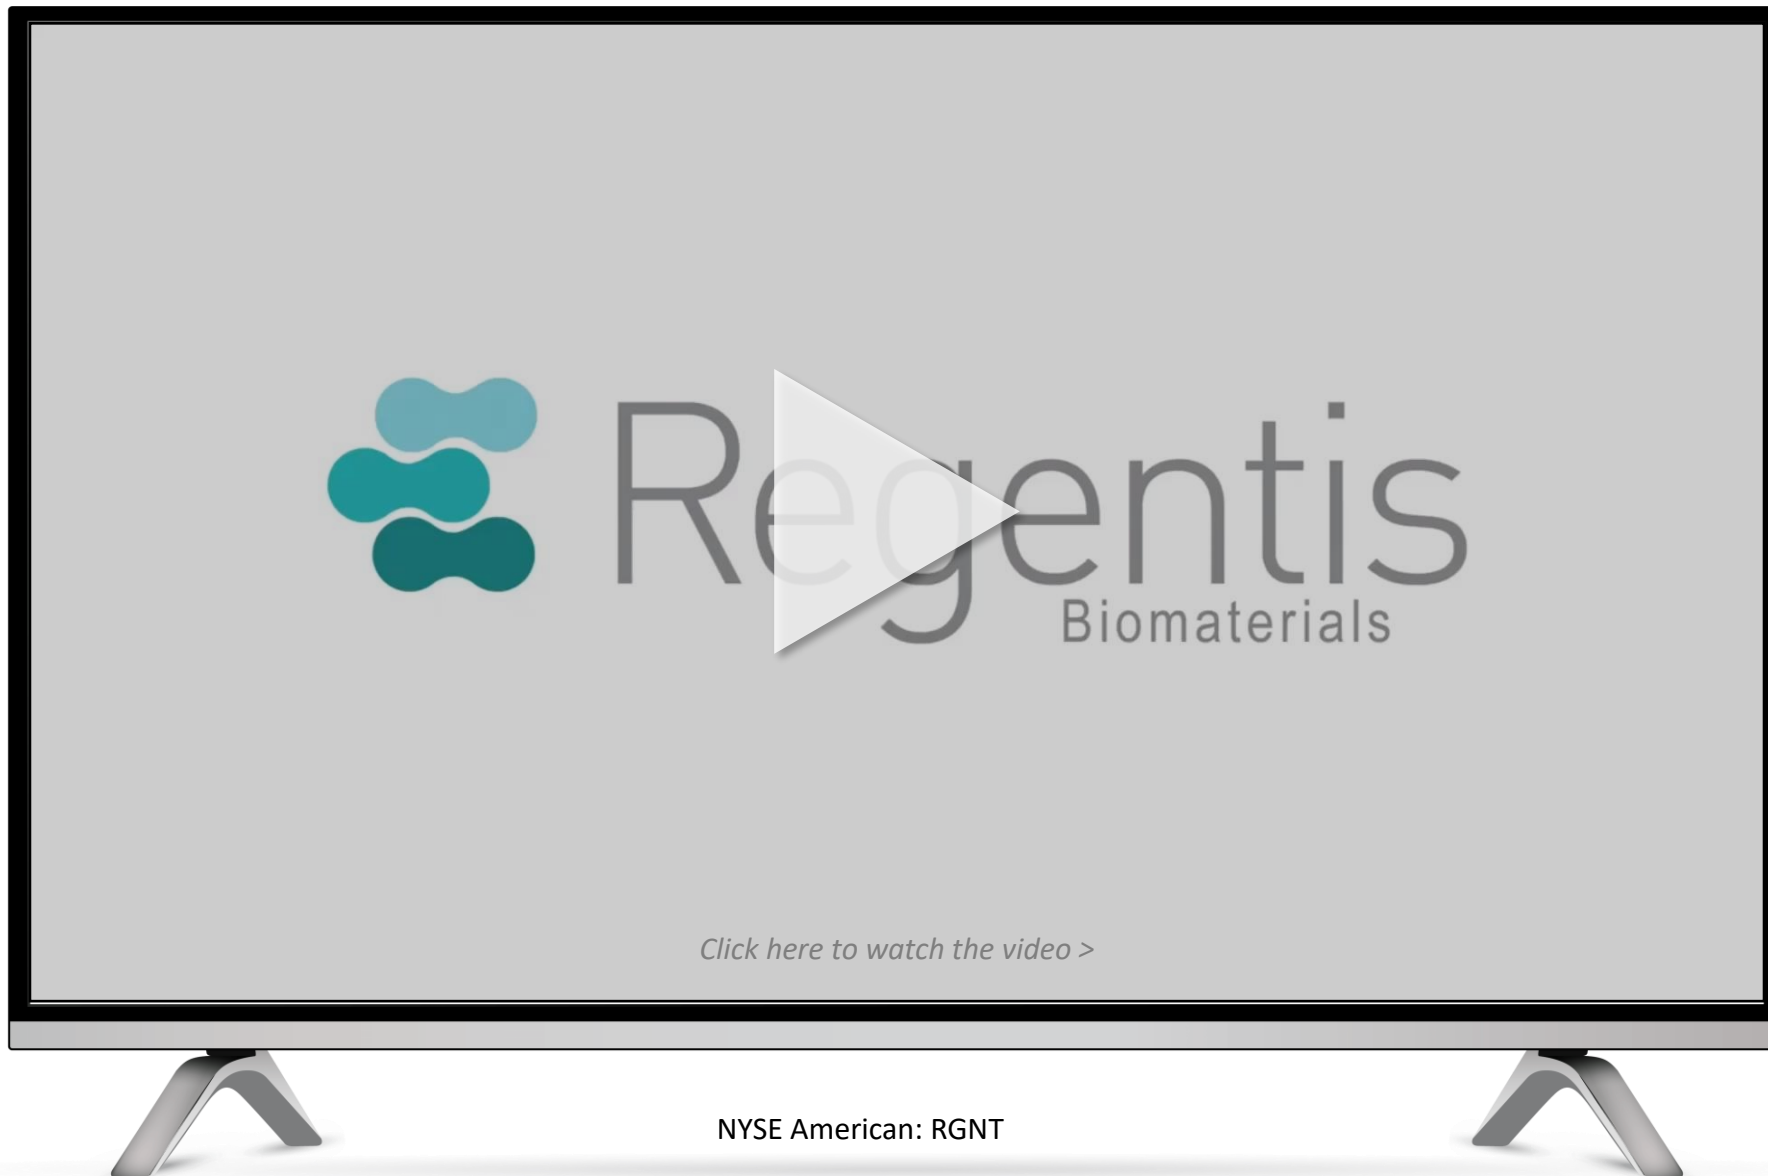 Regentis
Biomaterials
Click here to watch the video >
NYSE American: RGNT